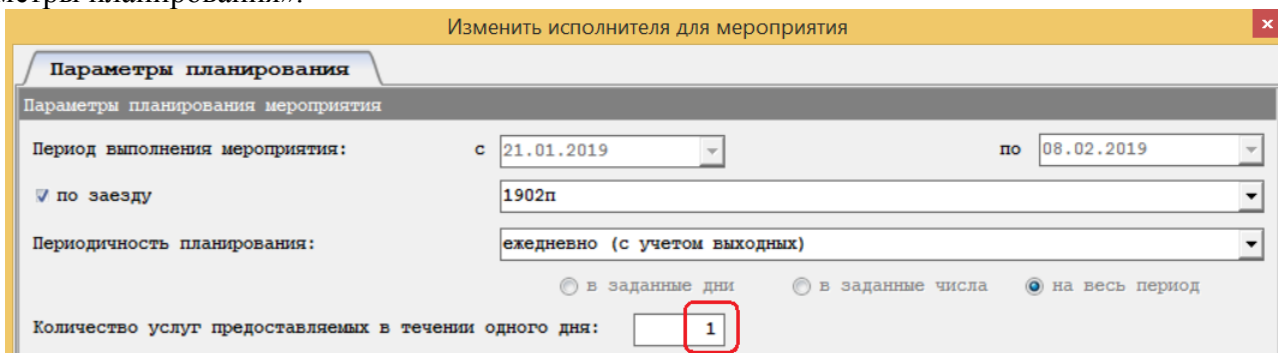 метры планирования».
Изменить исполнителя для мероприятия
Параметры планирования
Параметры планирования мероприятия
Период выполнения мероприятия: с 21.01.2019 по 08.02.2019
по заезду 1902п
Периодичность планирования: ежедневно (с учетом выходных)
в заданные дни в заданные числа на весь период
Количество услуг предоставляемых в течении одного дня: 1